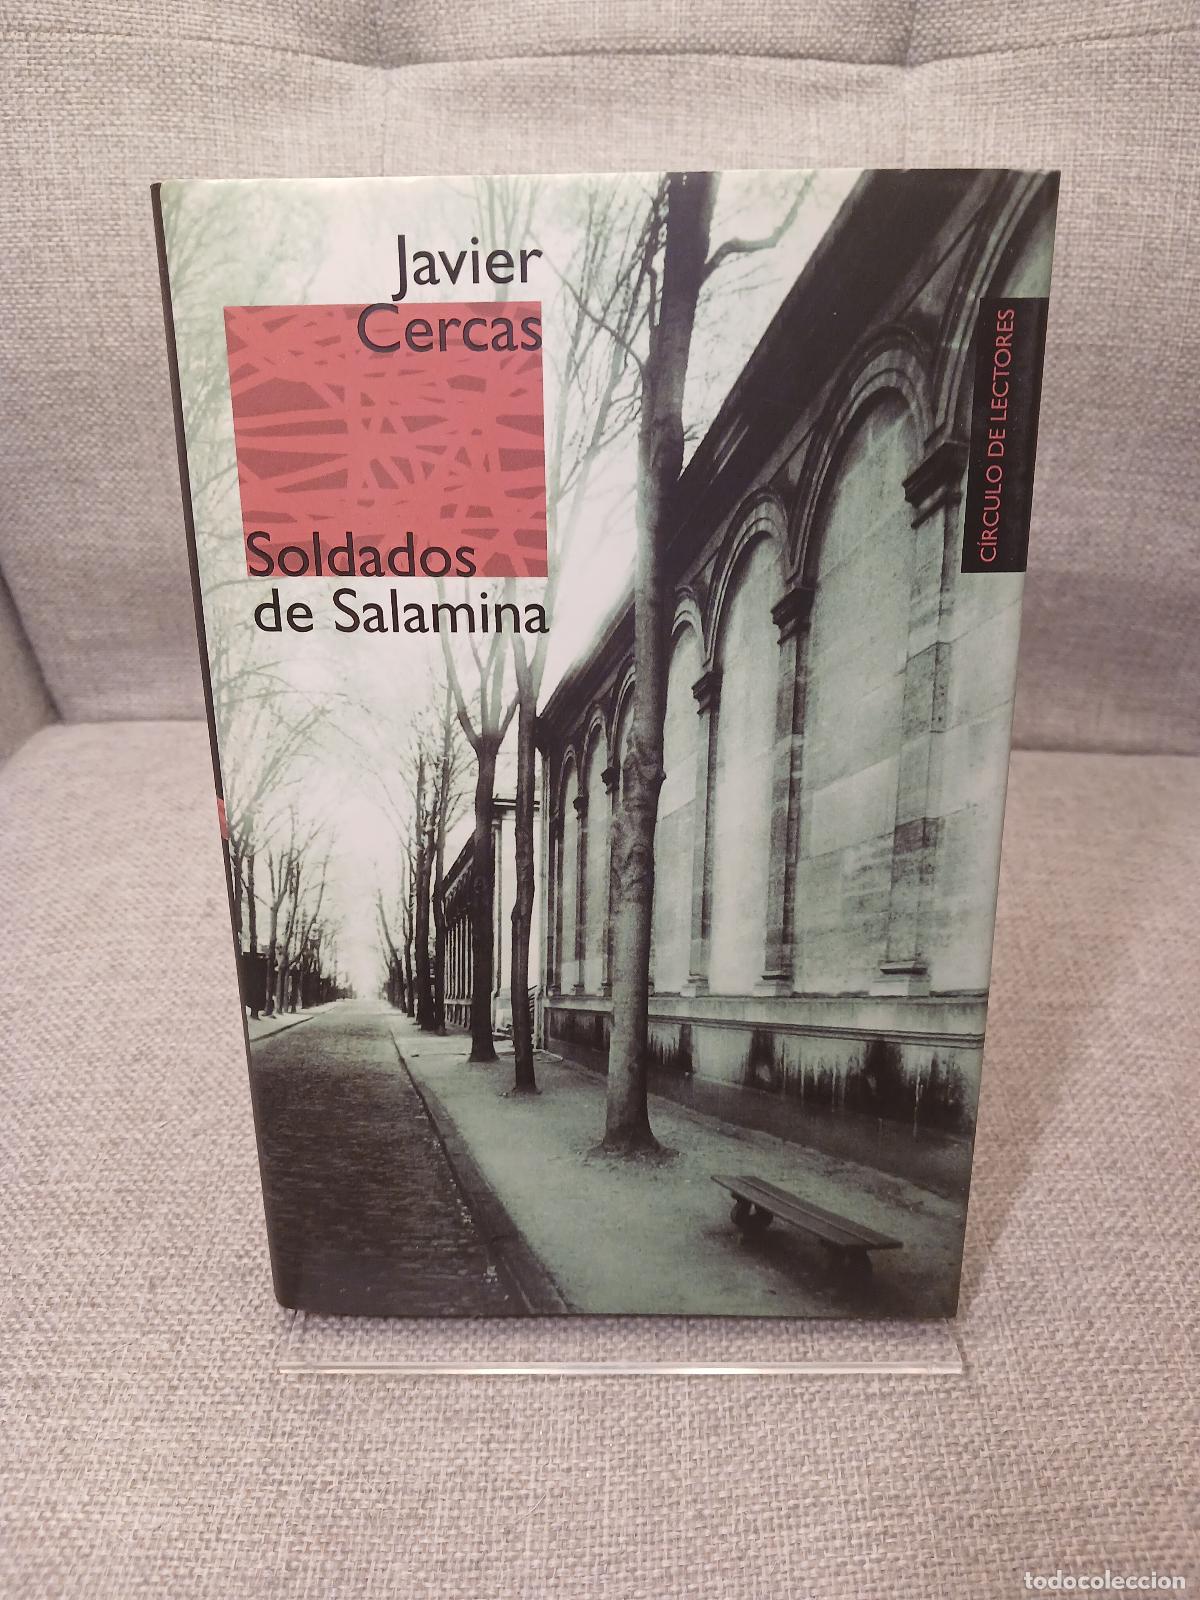 Javier
Cercas
Soldados
de Salamina
CÍRCULO DE LECTORES
todocoleccion